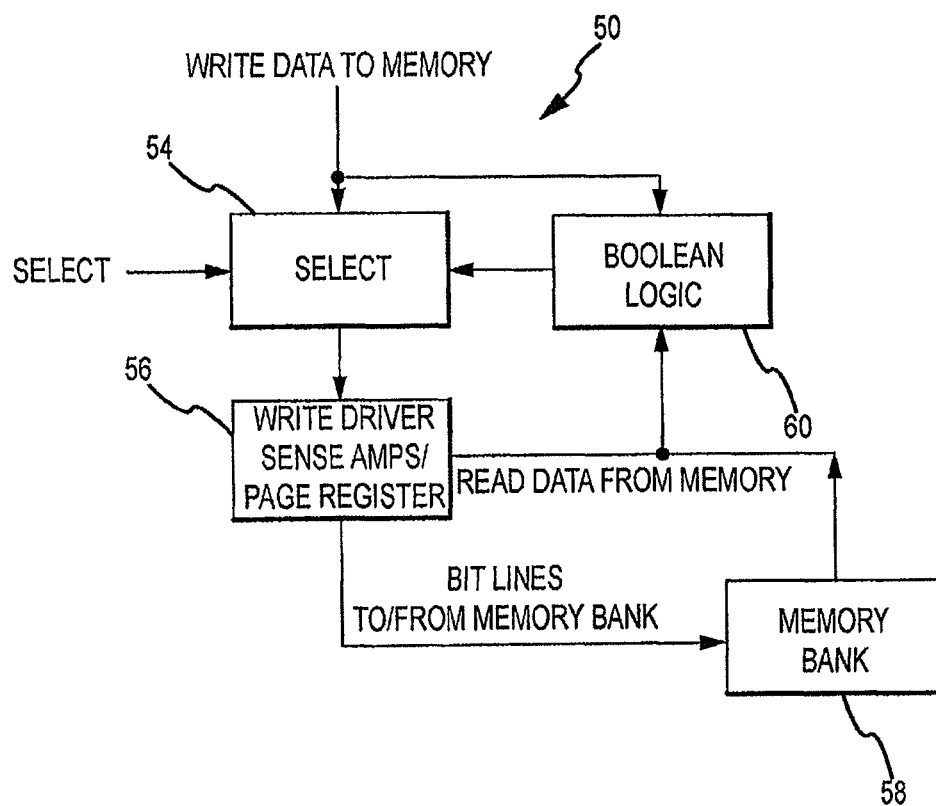 50
WRITE DATA TO MEMORY
54
SELECT
SELECT
BOOLEAN
LOGIC
56
60
WRITE DRIVER
SENSE AMPS/
PAGE REGISTER
READ DATA FROM MEMORY
BIT LINES
TO/FROM MEMORY BANK
MEMORY
BANK
58